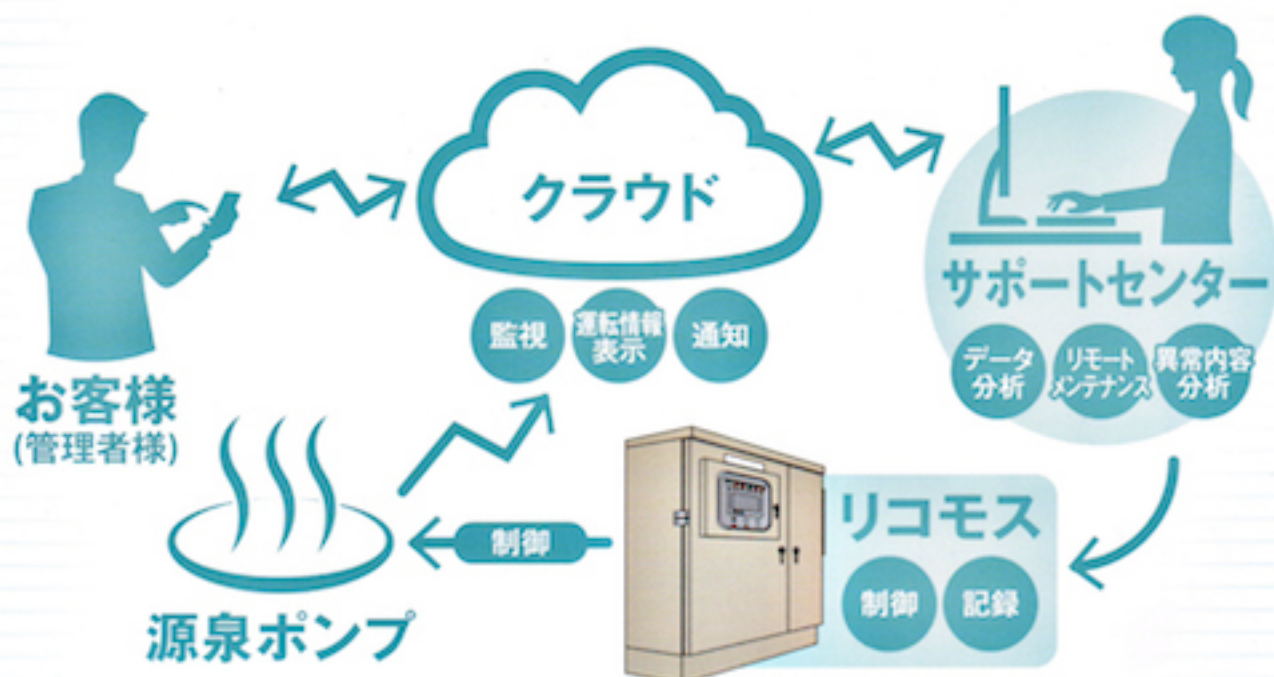 クラウド
監視
運転情報
表示
通知
お客様
(管理者様)
サポートセンター
データ
分析
リモート
メンテナンス
異常内容
分析
源泉ポンプ
制御
リコモス
制御
記録